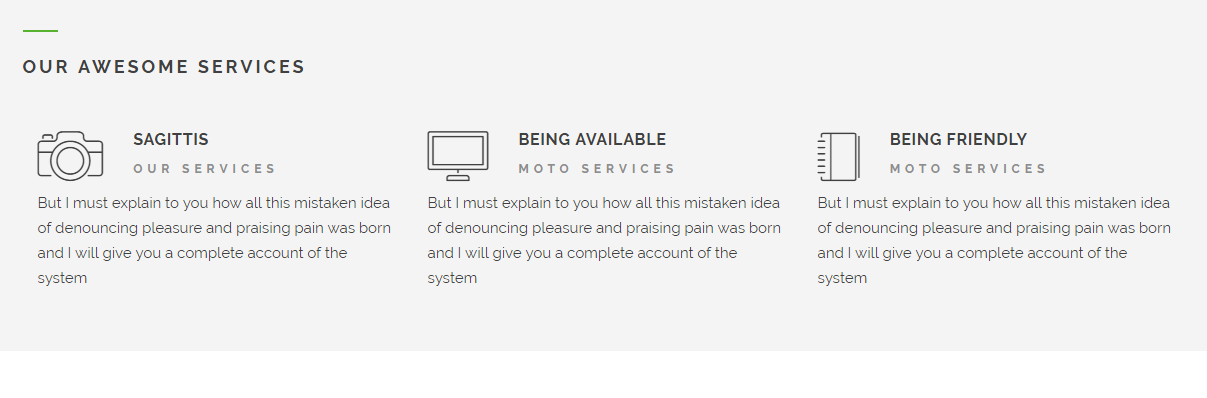 OUR AWESOME SERVICES
SAGITTIS
OUR SERVICES
But I must explain to you how all this mistaken idea
of denouncing pleasure and praising pain was born
and I will give you a complete account of the
system
BEING AVAILABLE
MOTO SERVICES
But I must explain to you how all this mistaken idea
of denouncing pleasure and praising pain was born
and I will give you a complete account of the
system
BEING FRIENDLY
MOTO SERVICES
But I must explain to you how all this mistaken idea
of denouncing pleasure and praising pain was born
and I will give you a complete account of the
system